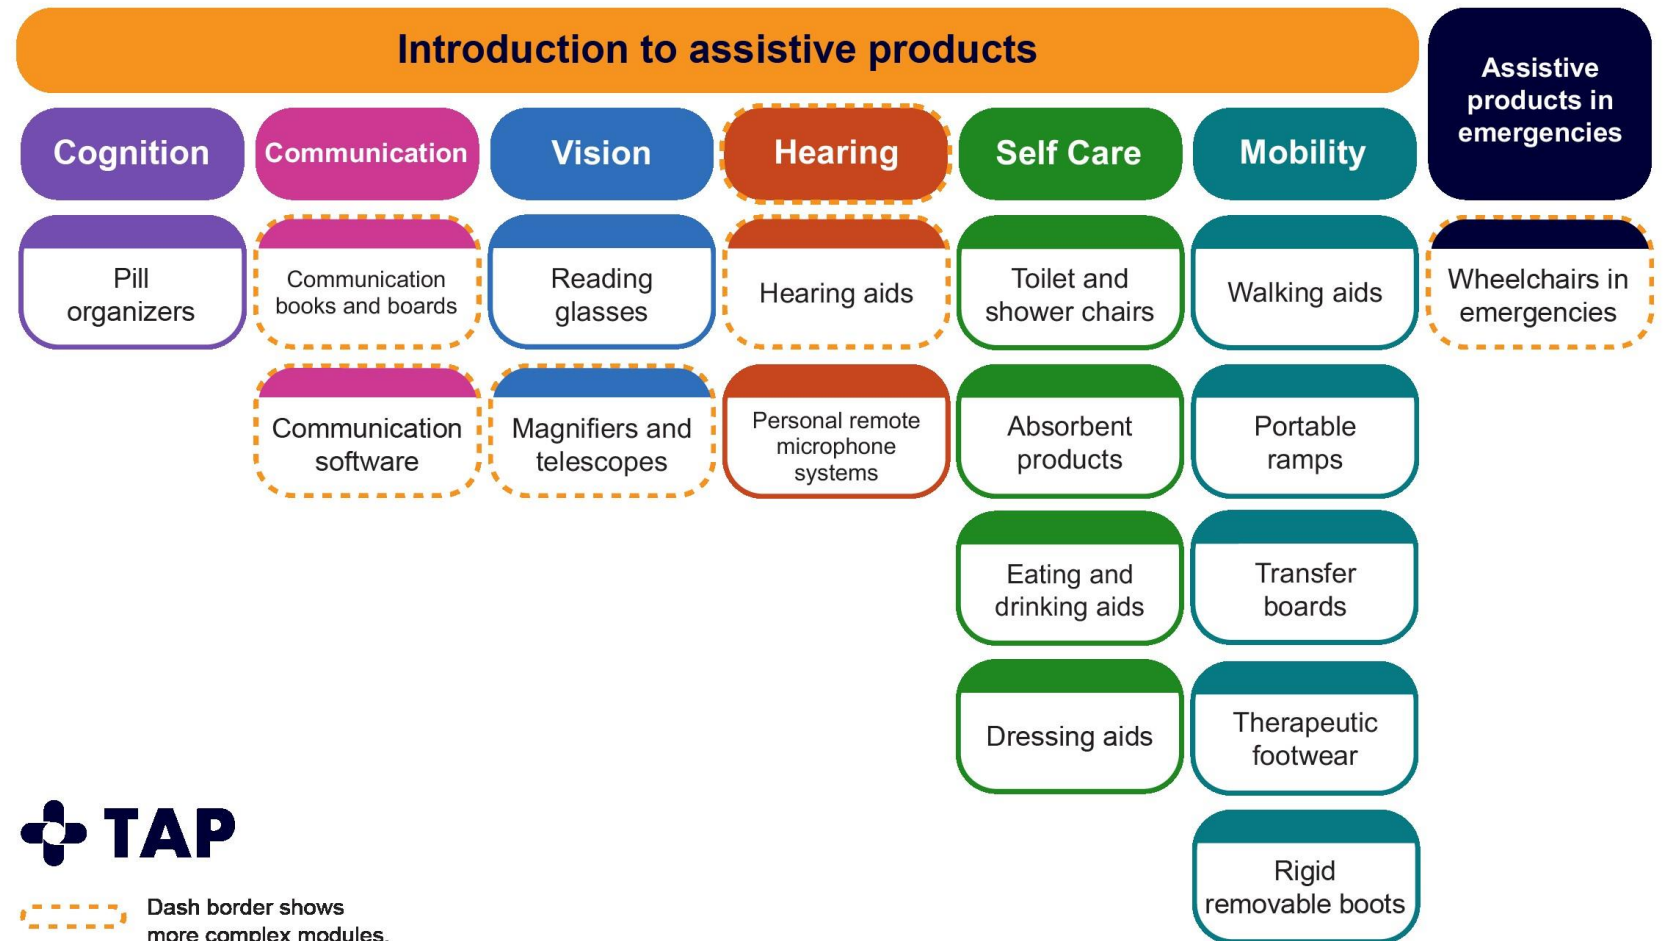 Introduction to assistive products
Assistive
products in
emergencies
Cognition
Communication
Vision
Hearing
Self Care
Mobility
Pill
organizers
Communication
books and boards
Reading
glasses
Hearing aids
Toilet and
shower chairs
Walking aids
Wheelchairs in
emergencies
Communication
software
Magnifiers and
telescopes
Personal remote
microphone
systems
Absorbent
products
Portable
ramps
Eating and
drinking aids
Transfer
boards
Dressing aids
Therapeutic
footwear
Rigid
removable boots
TAP
Dash border shows
more complex modules.